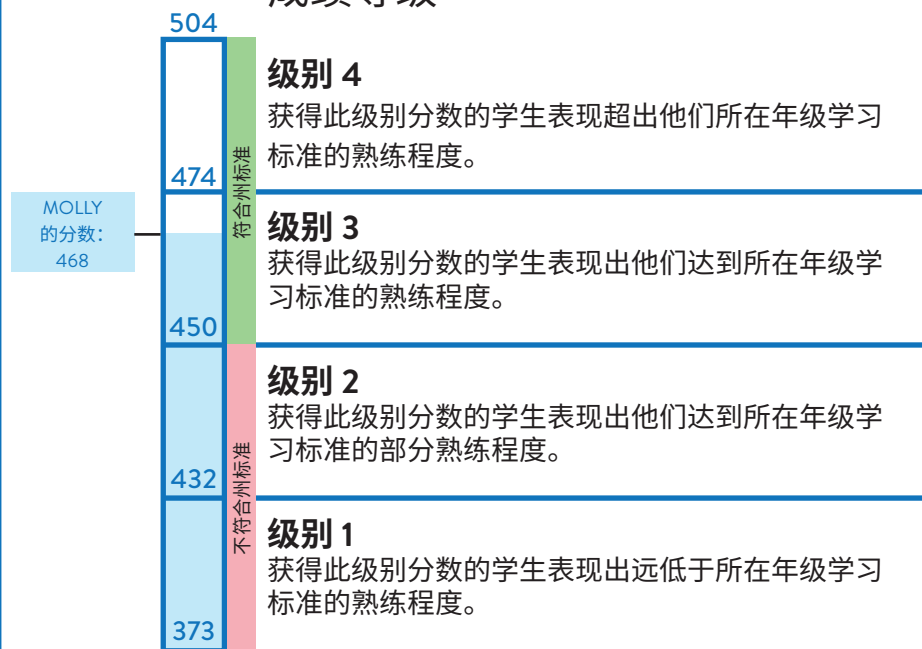 成绩等级
504
级别 4
获得此级别分数的学生表现超出他们所在年级学习
标准的熟练程度。
474
符合州标准
MOLLY
的分数：
468
级别 3
获得此级别分数的学生表现出他们达到所在年级学
习标准的熟练程度。
450
级别 2
获得此级别分数的学生表现出他们达到所在年级学
习标准的部分熟练程度。
432
不符合州标准
级别 1
获得此级别分数的学生表现出远低于所在年级学习
标准的熟练程度。
373